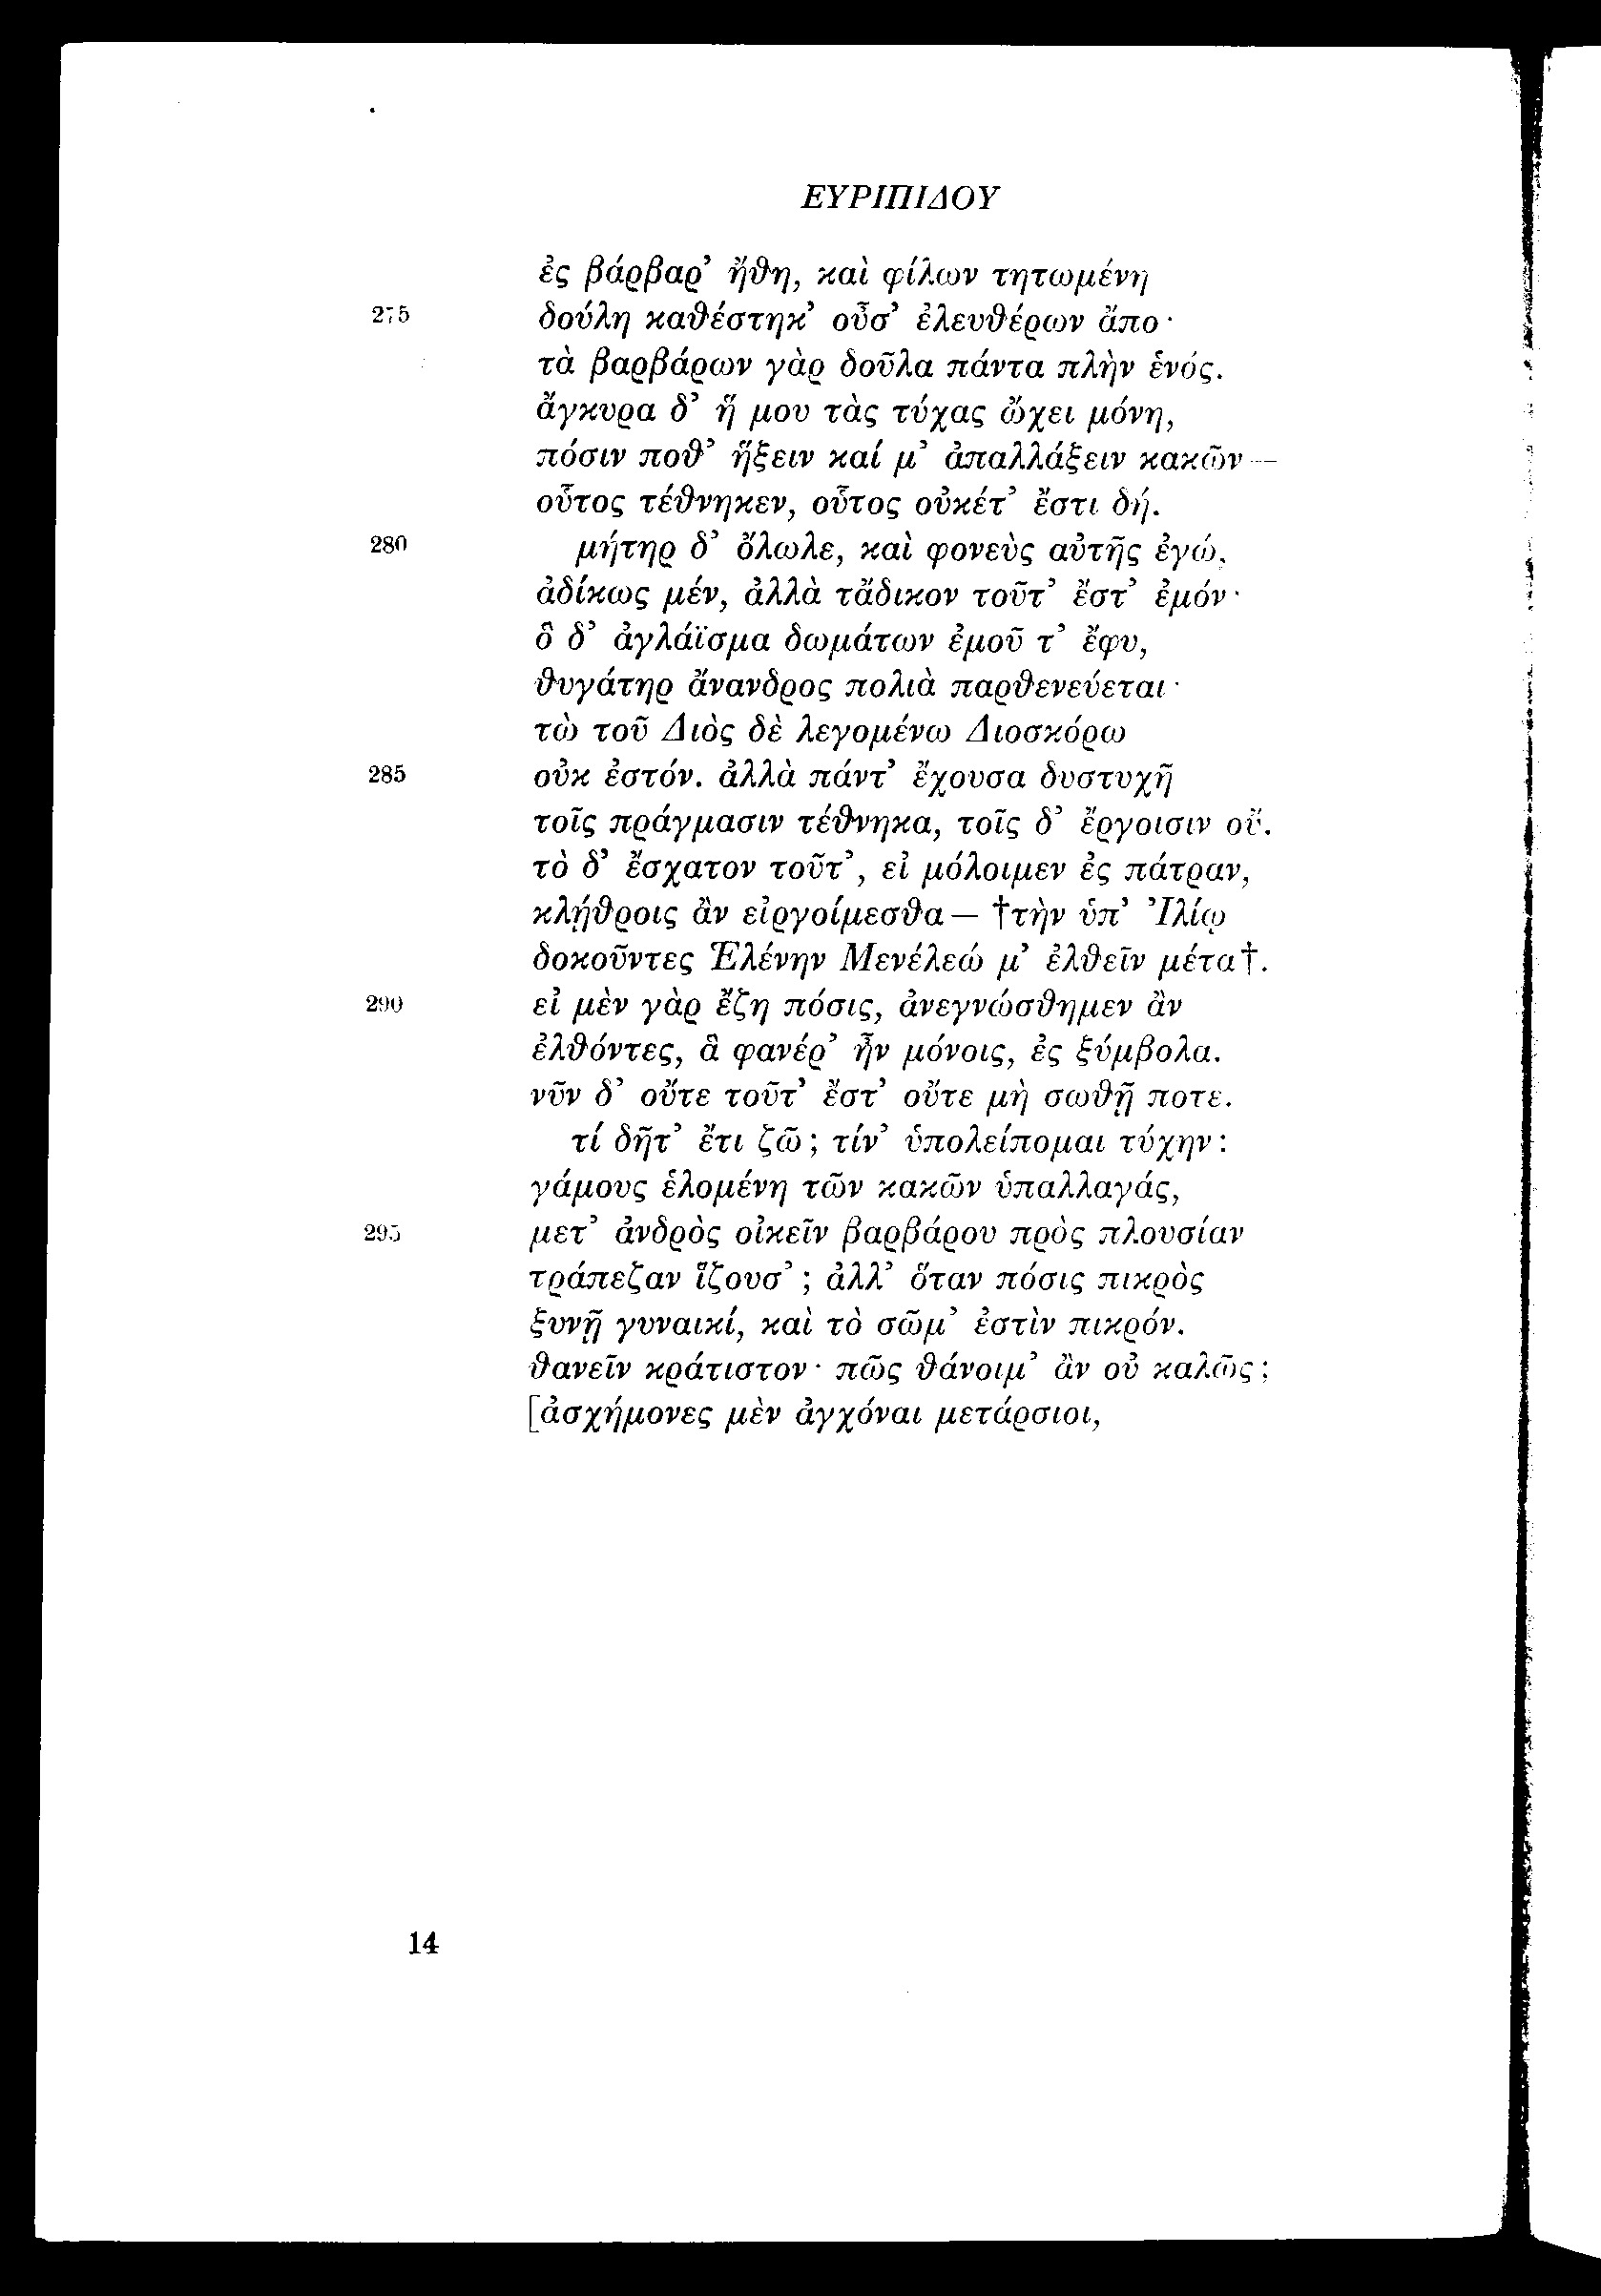 ΕΥΡΙΠΙΔΟΥ
ἐς βάρβαρ’ ἤθη, καὶ φίλων τητωμένη
275 δούλη καθέστηκ’ οὖσ’ ἐλευθέρων ἄπο·
τὰ βαρβάρων γὰρ δοῦλα πάντα πλὴν ἑνός.
ἄγκυρα δ’ ἥ μου τὰς τύχας ὤχει μόνη,
πόσιν ποθ’ ἥξειν καί μ’ ἀπαλλάξειν κακῶν—
οὗτος τέθνηκεν, οὗτος οὐκέτ’ ἔστι δή.
280 μήτηρ δ’ ὄλωλε, καὶ φονεὺς αὐτῆς ἐγώ,
ἀδίκως μέν, ἀλλὰ τἄδικον τοῦτ’ ἔστ’ ἐμόν·
ὃ δ’ ἀγλάϊσμα δωμάτων ἐμοῦ τ’ ἔφυ,
θυγάτηρ ἄνανδρος πολιὰ παρθενεύεται·
τὼ τοῦ Διὸς δὲ λεγομένω Διοσκόρω
285 οὐκ ἐστόν. ἀλλὰ πάντ’ ἔχουσα δυστυχῆ
τοῖς πράγμασιν τέθνηκα, τοῖς δ’ ἔργοισιν οὔ.
τὸ δ’ ἔσχατον τοῦτ’, εἰ μόλοιμεν ἐς πάτραν,
κλῄθροις ἂν εἰργοίμεσθα— †τὴν ὑπ’ Ἰλίῳ
δοκοῦντες Ἑλένην Μενέλεώ μ’ ἐλθεῖν μέτα†.
290 εἰ μὲν γὰρ ἔζη πόσις, ἀνεγνώσθημεν ἂν
ἐλθόντες, ἃ φανέρ’ ἦν μόνοις, ἐς ξύμβολα.
νῦν δ’ οὔτε τοῦτ’ ἔστ’ οὔτε μὴ σωθῇ ποτε.
τί δῆτ’ ἔτι ζῶ; τίν’ ὑπολείπομαι τύχην;
γάμους ἑλομένη τῶν κακῶν ὑπαλλαγάς,
295 μετ’ ἀνδρὸς οἰκεῖν βαρβάρου πρὸς πλουσίαν
τράπεζαν ἵζουσ’; ἀλλ’ ὅταν πόσις πικρὸς
ξυνῇ γυναικί, καὶ τὸ σῶμ’ ἐστὶν πικρόν.
θανεῖν κράτιστον· πῶς θάνοιμ’ ἂν οὐ καλῶς;
[ἀσχήμονες μὲν ἀγχόναι μετάρσιοι,
14